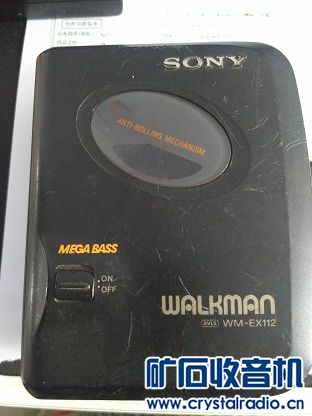 SONY
ANTI-ROLLING MECHANISM
MEGA BASS
ON
OFF
WALKMAN
AVLS WM-EX112
矿石收音机
www.crystalradio.cn